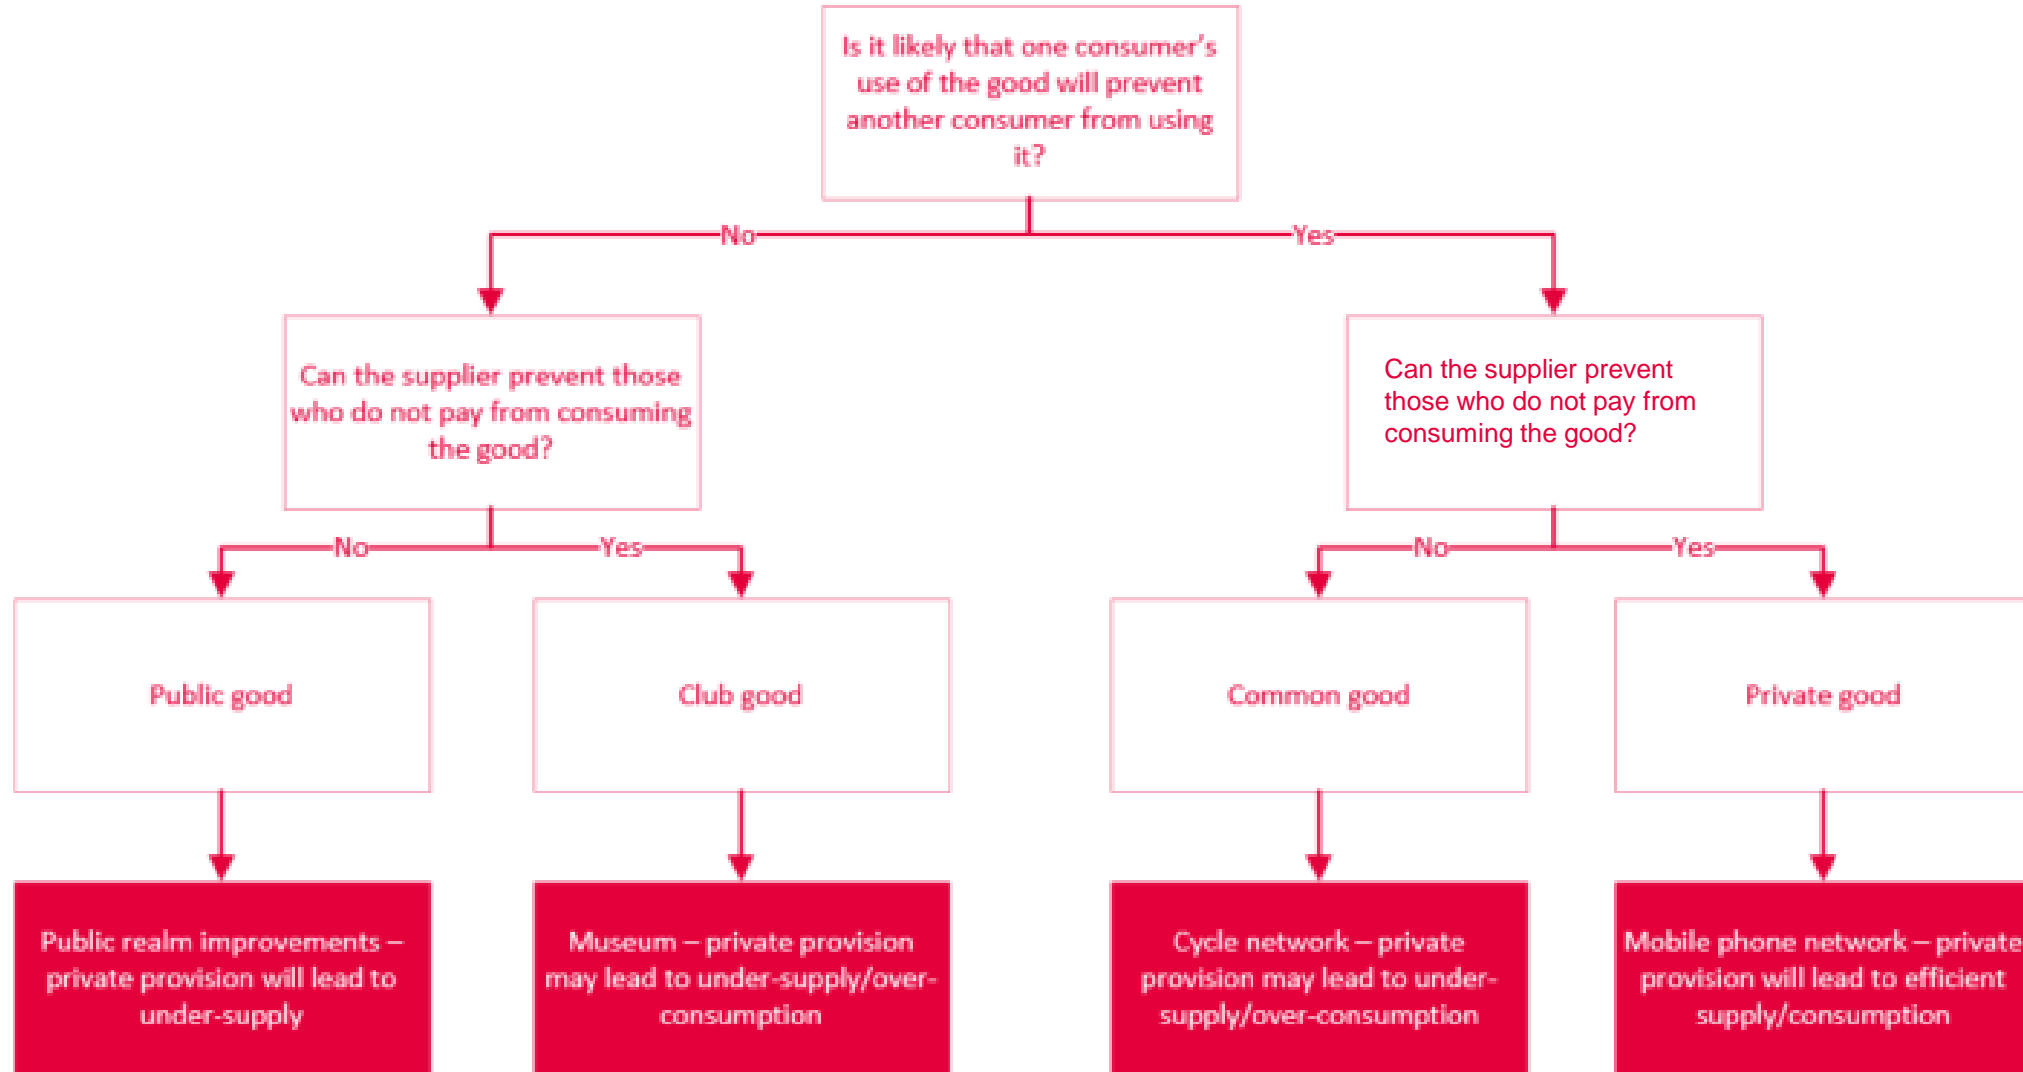 Is it likely that one consumer's
use of the good will prevent
another consumer from using
it?
No
Yes
Can the supplier prevent those
who do not pay from consuming
the good?
Can the supplier prevent
those who do not pay from
consuming the good?
No
Yes
No
Yes
Public good
Club good
Common good
Private good
Public realm improvements –
private provision will lead to
under-supply
Museum – private provision
may lead to under-supply/over-
consumption
Cycle network – private
provision may lead to under-
supply/over-consumption
Mobile phone network – private
provision will lead to efficient
supply/consumption